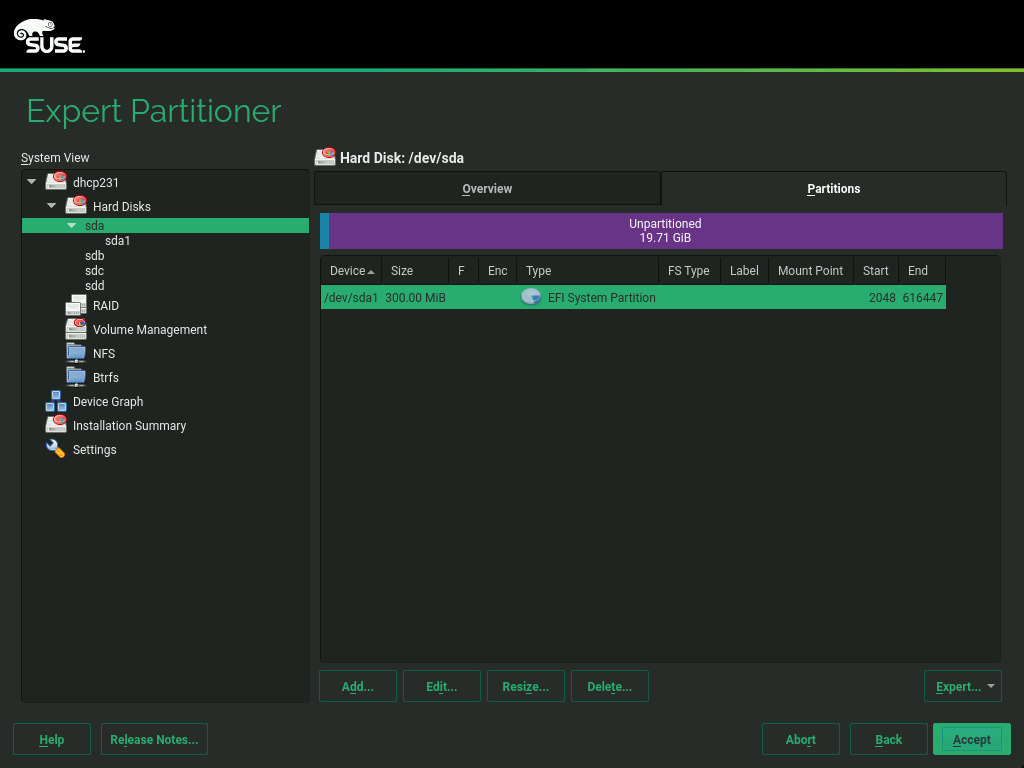 SUSE.
Expert Partitioner
System View
dhcp231
Hard Disks
sda
sda1
sdb
sdc
sdd
RAID
Volume Management
NFS
Btrfs
Device Graph
Installation Summary
Settings
Hard Disk: /dev/sda
Overview Partitions
Unpartitioned
19.71 GiB
Device Size F Enc Type FS Type Label Mount Point Start End
/dev/sda1 300.00 MiB EFI System Partition 2048 616447
Add... Edit... Resize... Delete... Expert...
Help Release Notes... Abort Back Accept